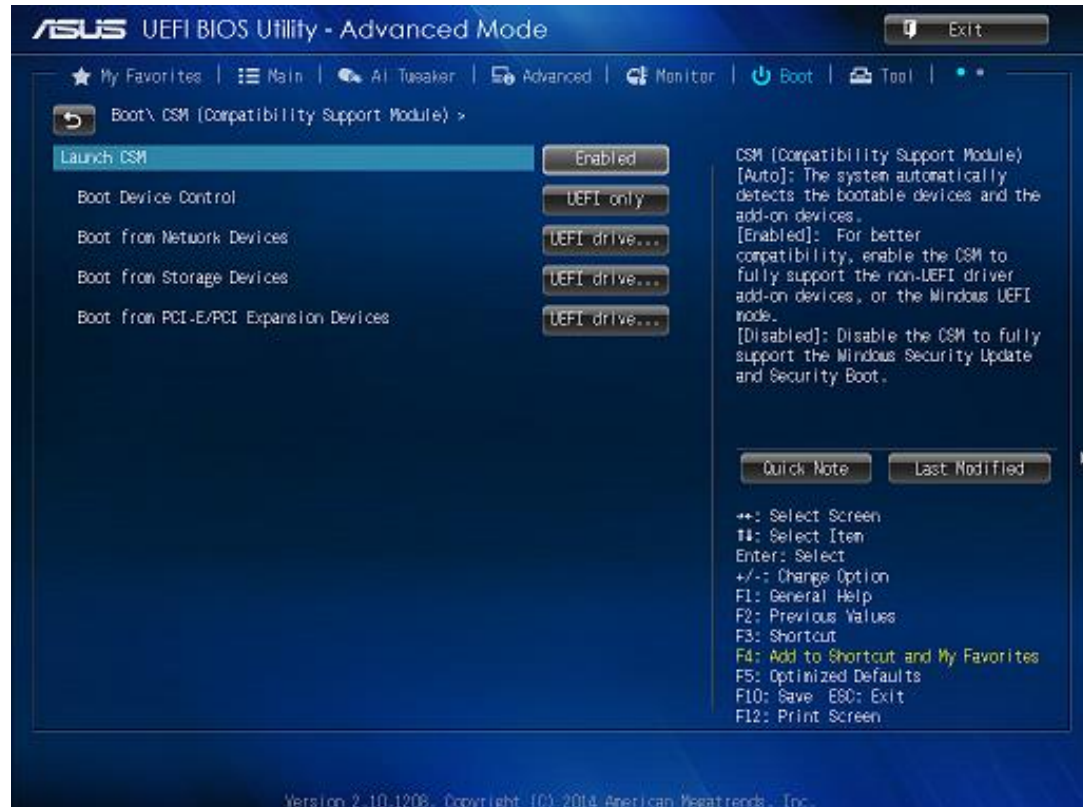 ASUS UEFI BIOS Utility - Advanced Mode
Exit
My Favorites | Main | Ai Tweaker | Advanced | Monitor | Boot | Tool |
Boot\ CSM (Compatibility Support Module) >
Launch CSM Enabled
Boot Device Control UEFI only
Boot from Network Devices UEFI drive...
Boot from Storage Devices UEFI drive...
Boot from PCI-E/PCI Expansion Devices UEFI drive...
CSM (Compatibility Support Module)
[Auto]: The system automatically
detects the bootable devices and the
add-on devices.
[Enabled]: For better
compatibility, enable the CSM to
fully support the non-UEFI driver
add-on devices, or the Windows UEFI
mode.
[Disabled]: Disable the CSM to fully
support the Windows Security Update
and Security Boot.
Quick Note Last Modified
→←: Select Screen
↑↓: Select Item
Enter: Select
+/-: Change Option
F1: General Help
F2: Previous Values
F3: Shortcut
F4: Add to Shortcut and My Favorites
F5: Optimized Defaults
F10: Save ESC: Exit
F12: Print Screen
Version 2.10.1208. Copyright (C) 2014 American Megatrends, Inc.